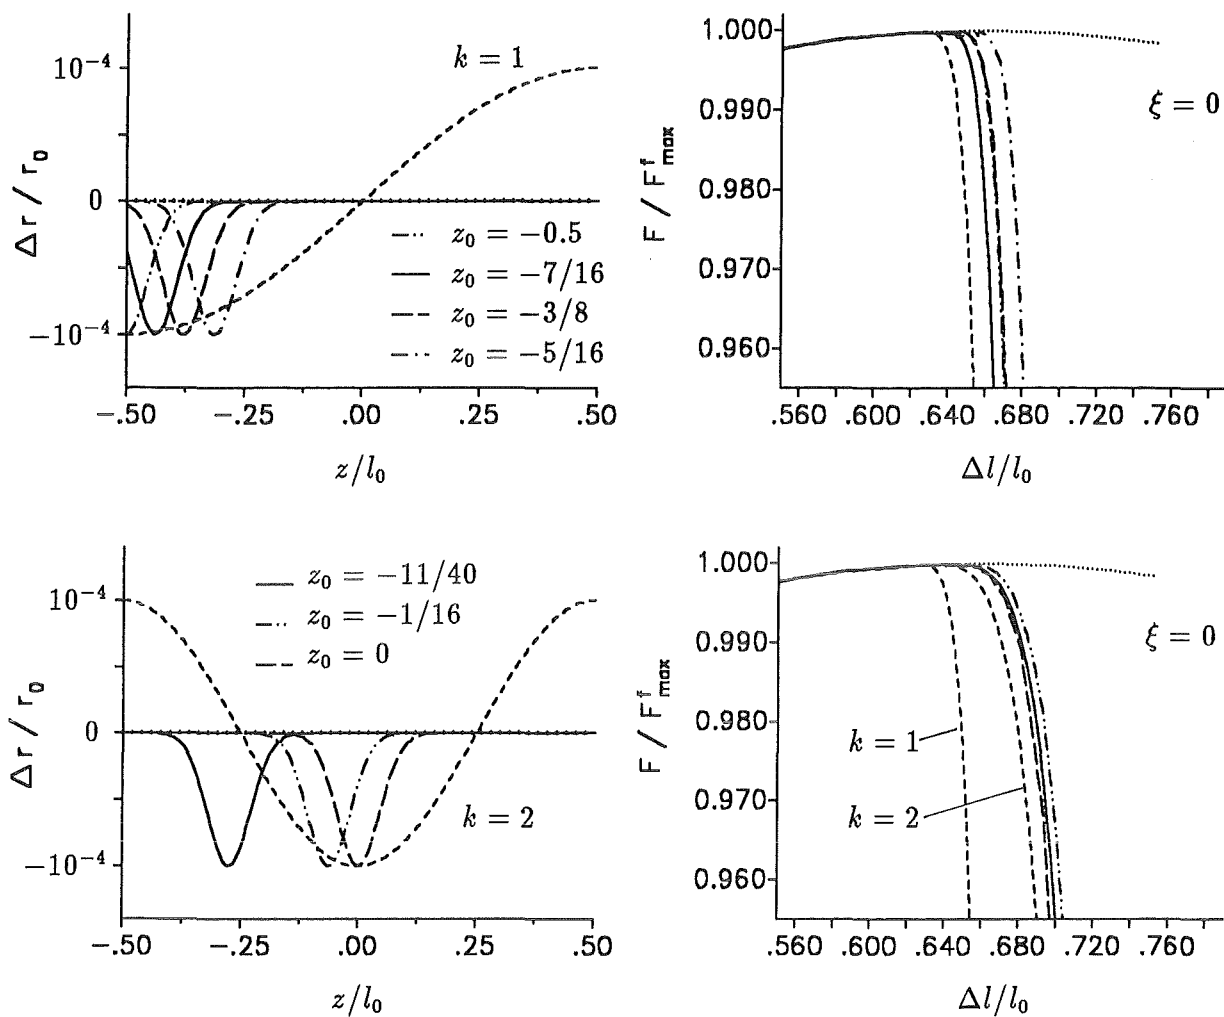 k = 1
10⁻⁴
0
−10⁻⁴
Δr / r₀
z₀ = −0.5
z₀ = −7/16
z₀ = −3/8
z₀ = −5/16
−.50 −.25 .00 .25 .50
z/l₀
1.000
0.990
0.980
0.970
0.960
F / Fᶠₘₐₓ
ξ = 0
.560 .600 .640 .680 .720 .760
Δl/l₀
z₀ = −11/40
z₀ = −1/16
z₀ = 0
10⁻⁴
0
−10⁻⁴
Δr / r₀
k = 2
−.50 −.25 .00 .25 .50
z/l₀
1.000
0.990
0.980
0.970
0.960
F / Fᶠₘₐₓ
ξ = 0
k = 1
k = 2
.560 .600 .640 .680 .720 .760
Δl/l₀